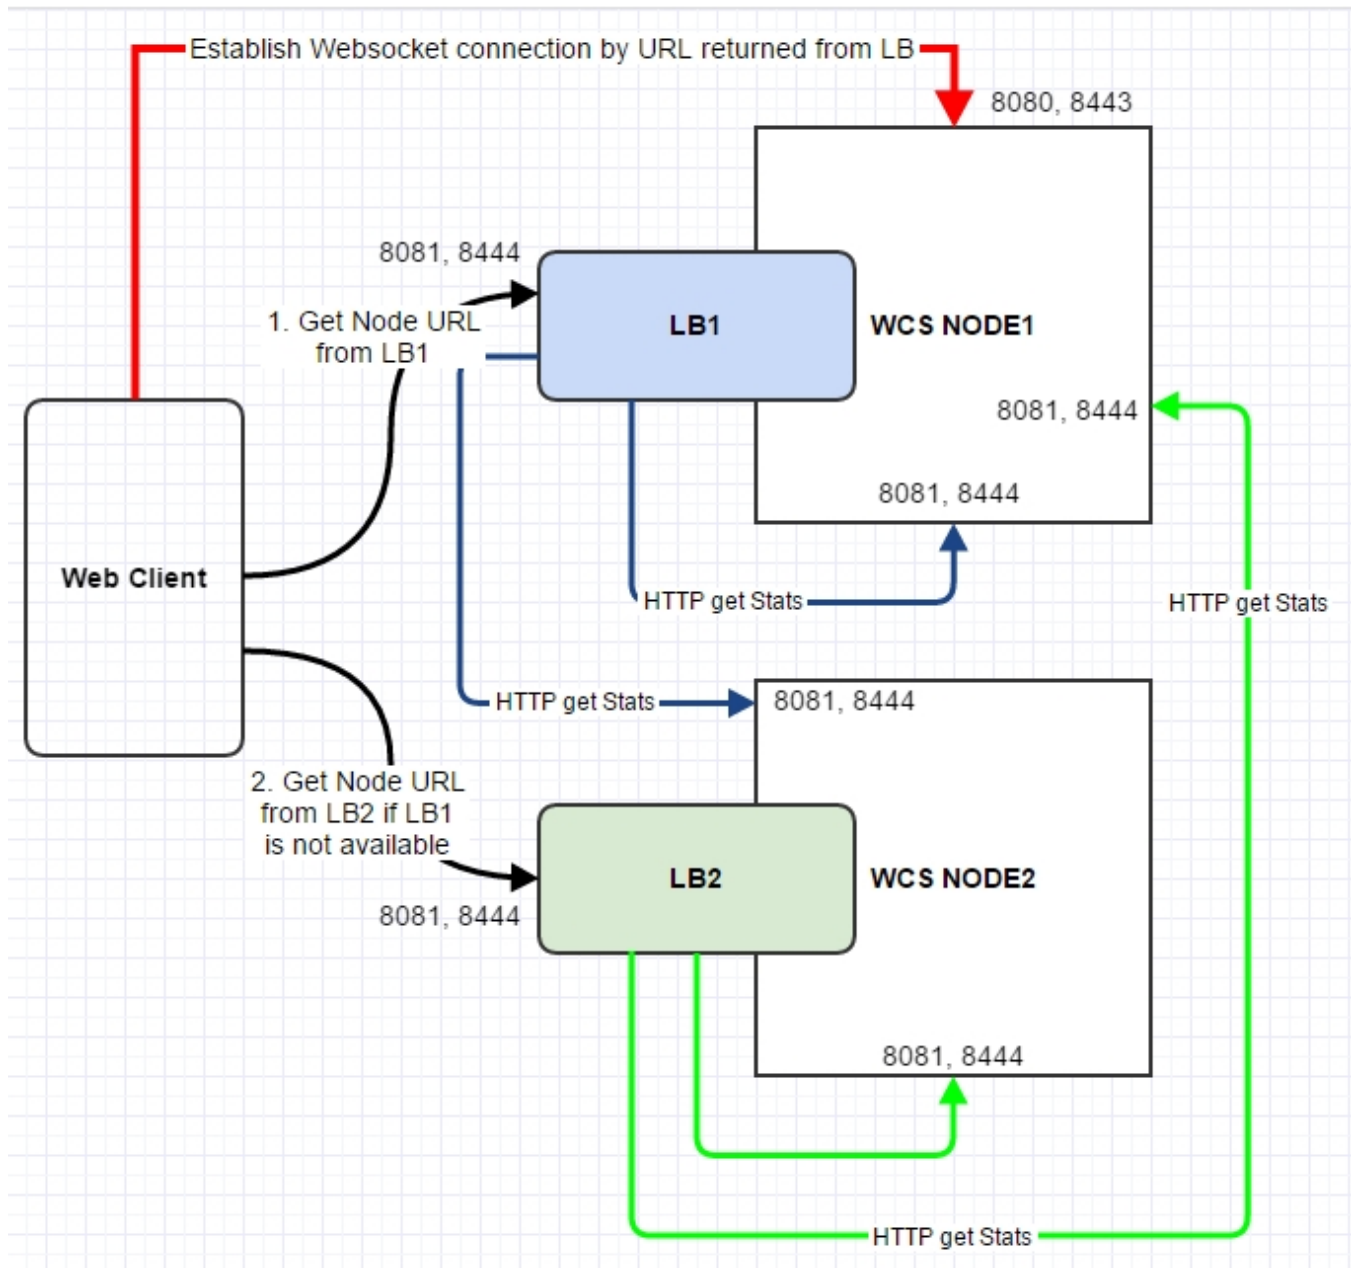 Establish Websocket connection by URL returned from LB
8080, 8443
8081, 8444
1. Get Node URL
from LB1
LB1
WCS NODE1
8081, 8444
8081, 8444
Web Client
HTTP get Stats
HTTP get Stats
HTTP get Stats
8081, 8444
2. Get Node URL
from LB2 if LB1
is not available
LB2
WCS NODE2
8081, 8444
8081, 8444
HTTP get Stats